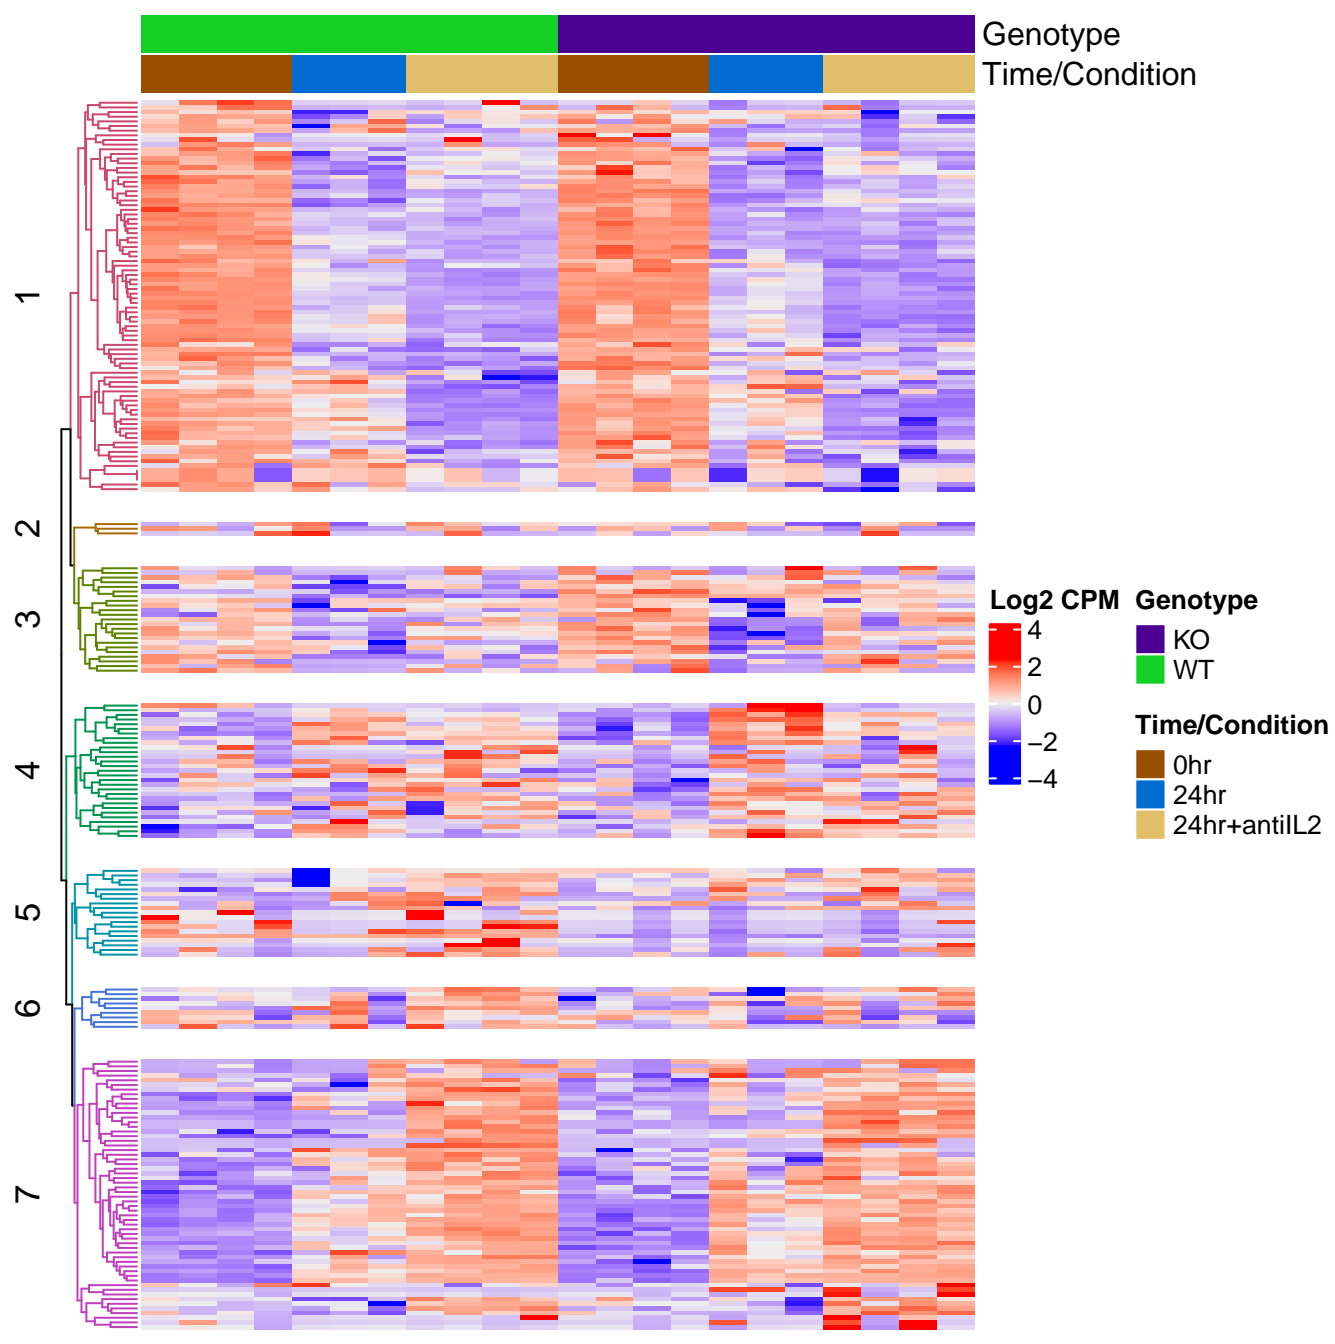 Genotype
Time/Condition
1
2
3
4
5
6
7
Log2 CPM
4
2
0
−2
−4
Genotype
KO
WT
Time/Condition
0hr
24hr
24hr+antiIL2